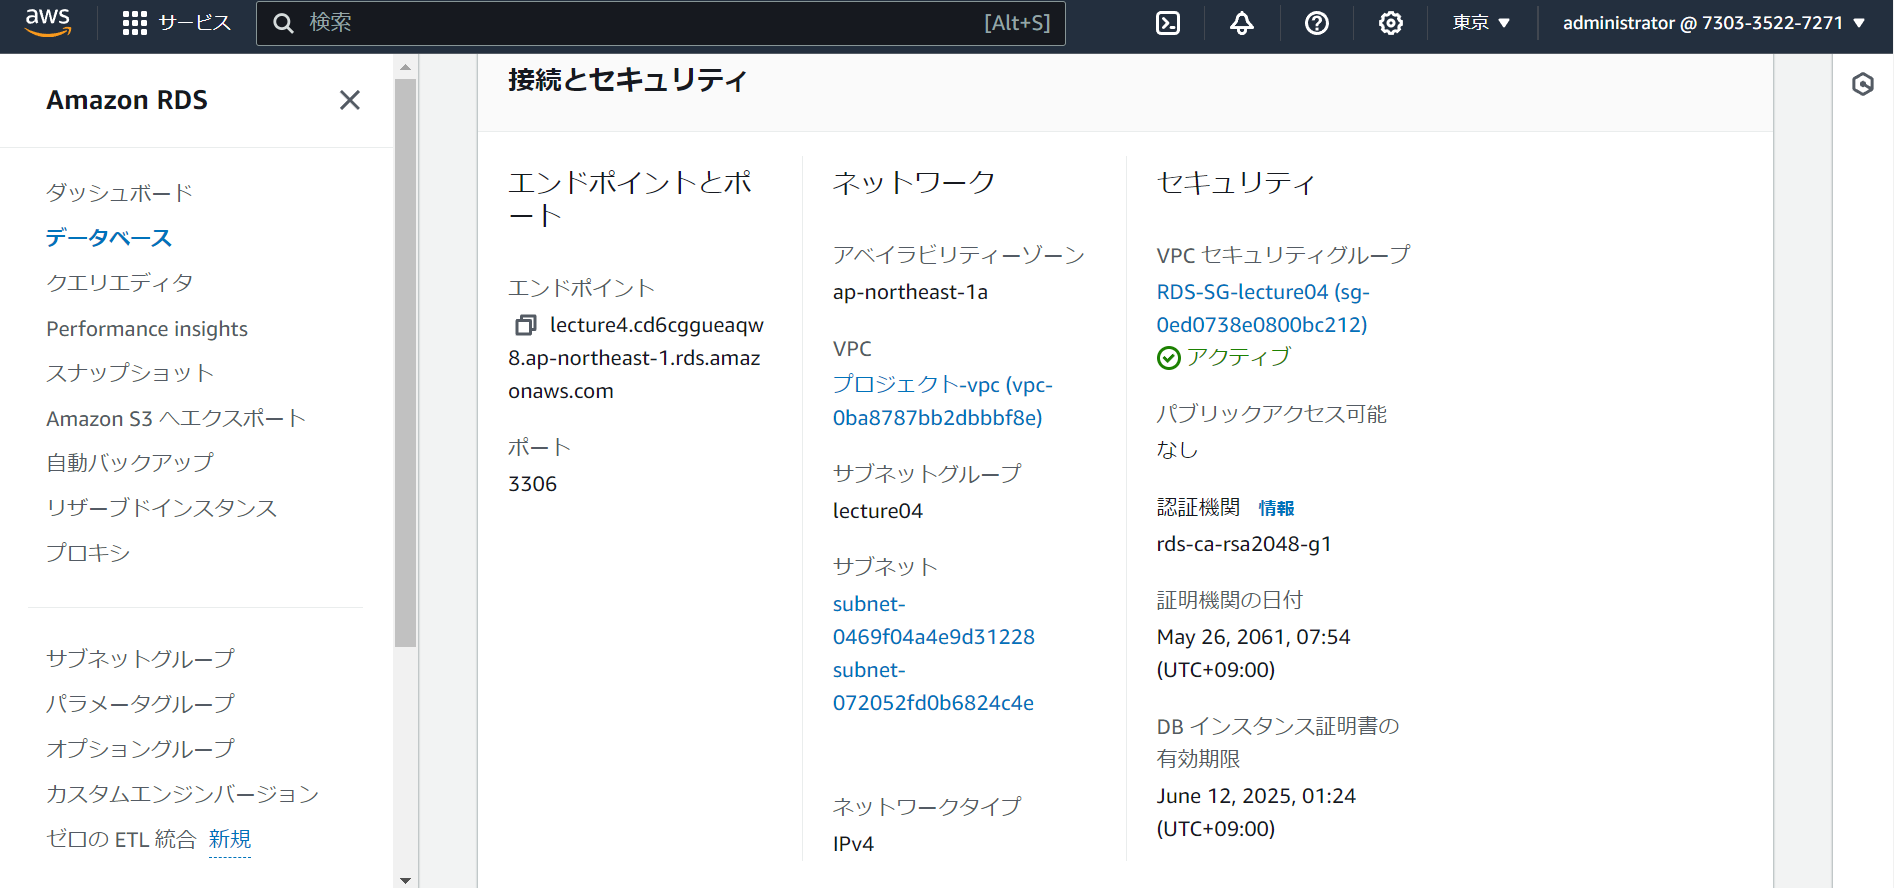 aws
サービス
検索
[Alt+S]
東京
administrator @ 7303-3522-7271
Amazon RDS
ダッシュボード
データベース
クエリエディタ
Performance insights
スナップショット
Amazon S3 へエクスポート
自動バックアップ
リザーブドインスタンス
プロキシ
サブネットグループ
パラメータグループ
オプショングループ
カスタムエンジンバージョン
ゼロの ETL 統合 新規
接続とセキュリティ
エンドポイントとポ
ート
エンドポイント
lecture4.cd6cggueaqw
8.ap-northeast-1.rds.amaz
onaws.com
ポート
3306
ネットワーク
アベイラビリティーゾーン
ap-northeast-1a
VPC
プロジェクト-vpc (vpc-
0ba8787bb2dbbbf8e)
サブネットグループ
lecture04
サブネット
subnet-
0469f04a4e9d31228
subnet-
072052fd0b6824c4e
ネットワークタイプ
IPv4
セキュリティ
VPC セキュリティグループ
RDS-SG-lecture04 (sg-
0ed0738e0800bc212)
アクティブ
パブリックアクセス可能
なし
認証機関 情報
rds-ca-rsa2048-g1
証明機関の日付
May 26, 2061, 07:54
(UTC+09:00)
DB インスタンス証明書の
有効期限
June 12, 2025, 01:24
(UTC+09:00)